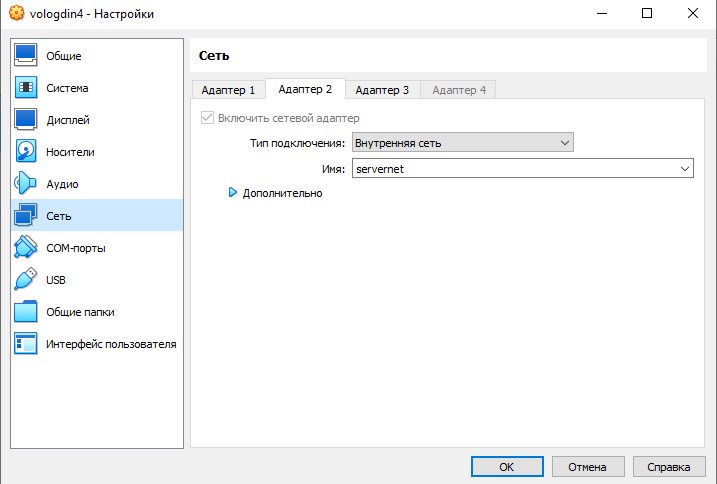 vologdin4 - Настройки
Общие
Система
Дисплей
Носители
Аудио
Сеть
COM-порты
USB
Общие папки
Интерфейс пользователя
Сеть
Адаптер 1 Адаптер 2 Адаптер 3 Адаптер 4
Включить сетевой адаптер
Тип подключения: Внутренняя сеть
Имя: servernet
Дополнительно
OK Отмена Справка